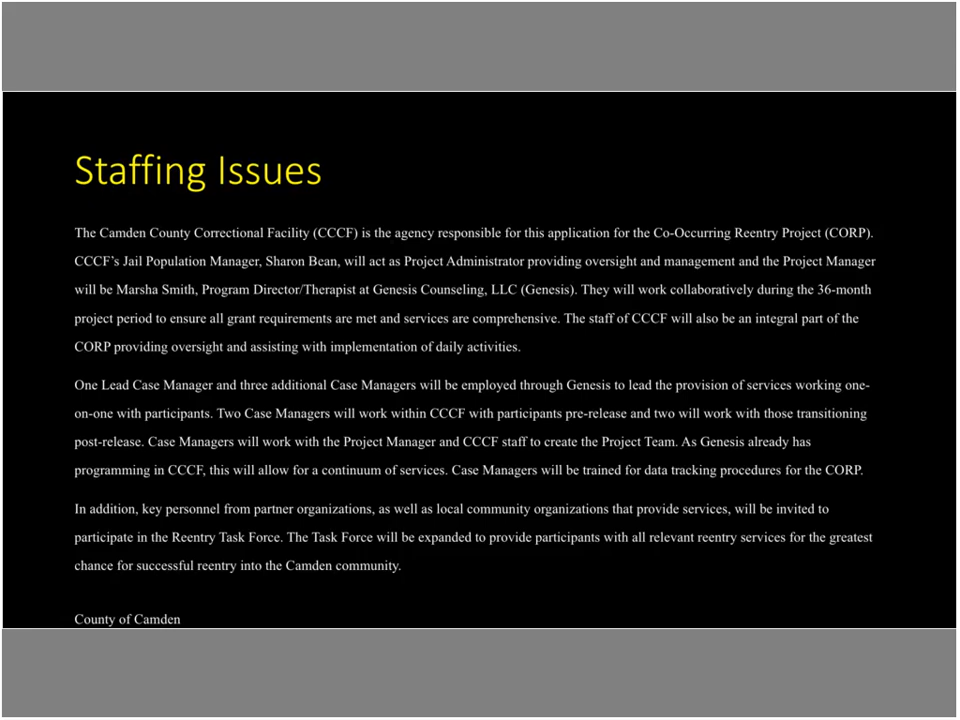 Staffing Issues
The Camden County Correctional Facility (CCCF) is the agency responsible for this application for the Co-Occurring Reentry Project (CORP).
CCCF’s Jail Population Manager, Sharon Bean, will act as Project Administrator providing oversight and management and the Project Manager
will be Marsha Smith, Program Director/Therapist at Genesis Counseling, LLC (Genesis). They will work collaboratively during the 36-month
project period to ensure all grant requirements are met and services are comprehensive. The staff of CCCF will also be an integral part of the
CORP providing oversight and assisting with implementation of daily activities.
One Lead Case Manager and three additional Case Managers will be employed through Genesis to lead the provision of services working one-
on-one with participants. Two Case Managers will work within CCCF with participants pre-release and two will work with those transitioning
post-release. Case Managers will work with the Project Manager and CCCF staff to create the Project Team. As Genesis already has
programming in CCCF, this will allow for a continuum of services. Case Managers will be trained for data tracking procedures for the CORP.
In addition, key personnel from partner organizations, as well as local community organizations that provide services, will be invited to
participate in the Reentry Task Force. The Task Force will be expanded to provide participants with all relevant reentry services for the greatest
chance for successful reentry into the Camden community.
County of Camden